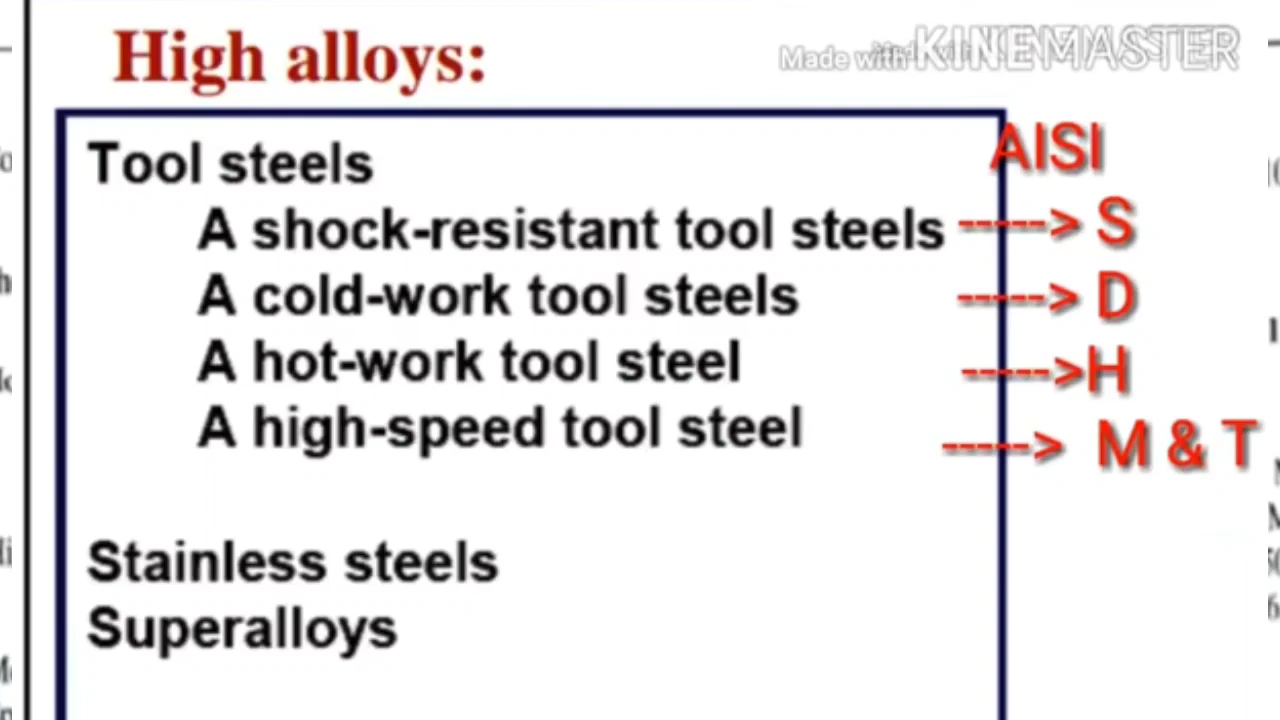 High alloys:
Made with KINEMASTER
AISI
Tool steels
A shock-resistant tool steels -----> S
A cold-work tool steels -----> D
A hot-work tool steel ----->H
A high-speed tool steel -----> M & T
Stainless steels
Superalloys